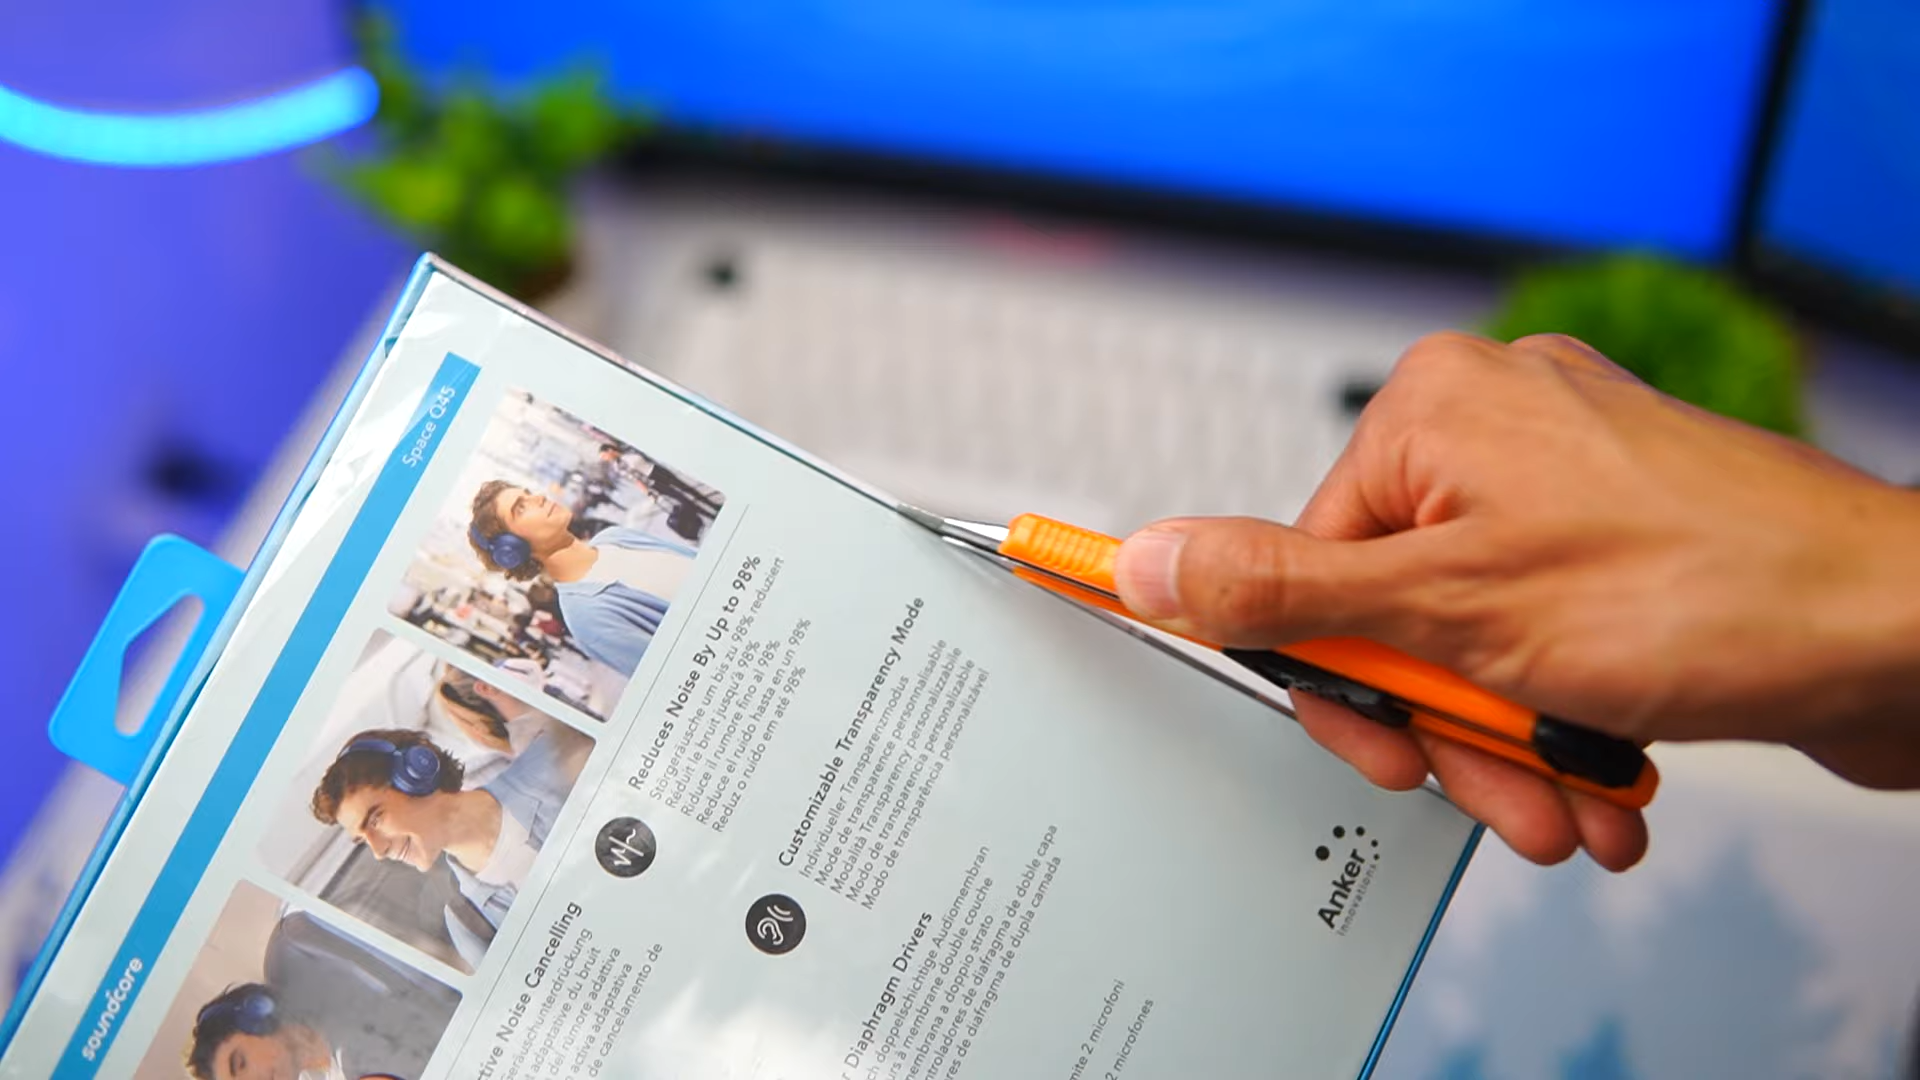 Space Q45
soundcore
Reduces Noise By Up to 98%
Störgeräusche um bis zu 98% reduziert
Réduit le bruit jusqu'à 98%
Riduce il rumore fino al 98%
Reduce el ruido hasta en un 98%
Reduz o ruído em até 98%
Customizable Transparency Mode
Individueller Transparenzmodus
Mode de transparence personnalisable
Modalità Transparency personalizzabile
Modo de transparencia personalizable
Modo de transparência personalizável
Noise Cancelling
adaptative du bruit
del rumore adattiva
activa adaptativa
de cancelamento de
Diaphragm Drivers
doppelschichtige Audiomembran
à membrane double couche
membrana a doppio strato
de diafragma de doble capa
de diafragma de dupla camada
2 microfoni
2 microfones
Anker
Innovations